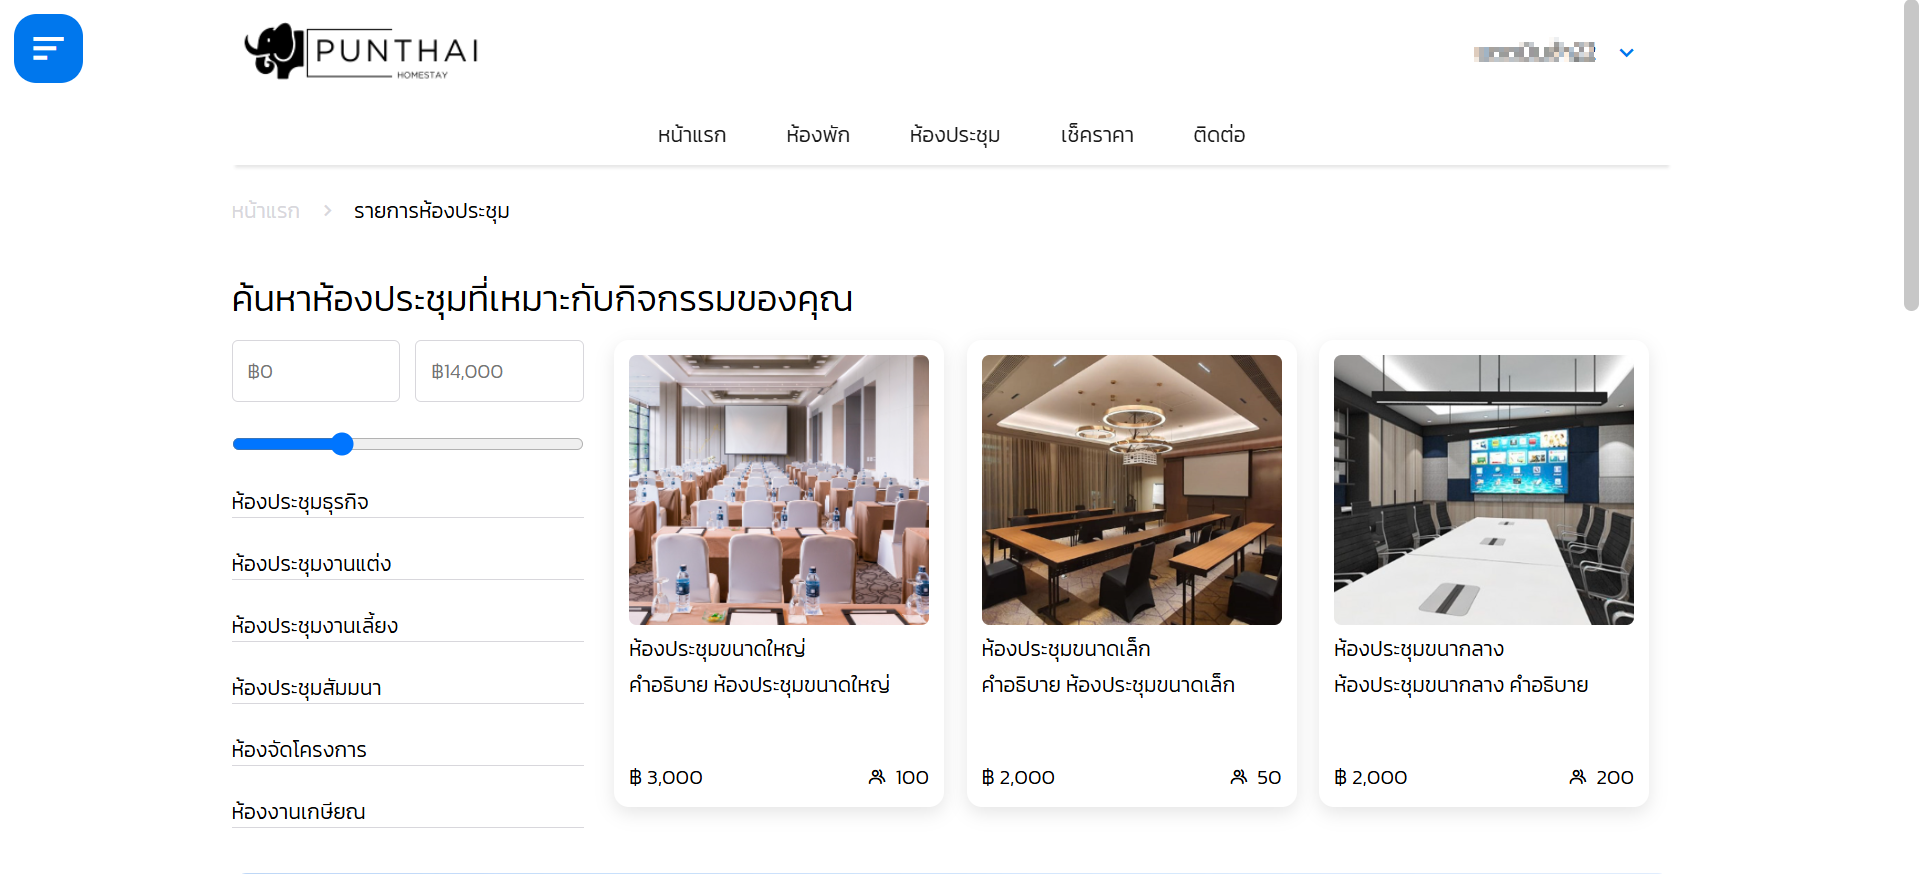 PUNTHAI
HOMESTAY
หน้าแรก ห้องพัก ห้องประชุม เช็คราคา ติดต่อ
หน้าแรก > รายการห้องประชุม
ค้นหาห้องประชุมที่เหมาะกับกิจกรรมของคุณ
฿0 ฿14,000
ห้องประชุมธุรกิจ
ห้องประชุมงานแต่ง
ห้องประชุมงานเลี้ยง
ห้องประชุมสัมมนา
ห้องจัดโครงการ
ห้องงานเกษียณ
ห้องประชุมขนาดใหญ่
คำอธิบาย ห้องประชุมขนาดใหญ่
฿ 3,000 100
ห้องประชุมขนาดเล็ก
คำอธิบาย ห้องประชุมขนาดเล็ก
฿ 2,000 50
ห้องประชุมขนากลาง
ห้องประชุมขนากลาง คำอธิบาย
฿ 2,000 200